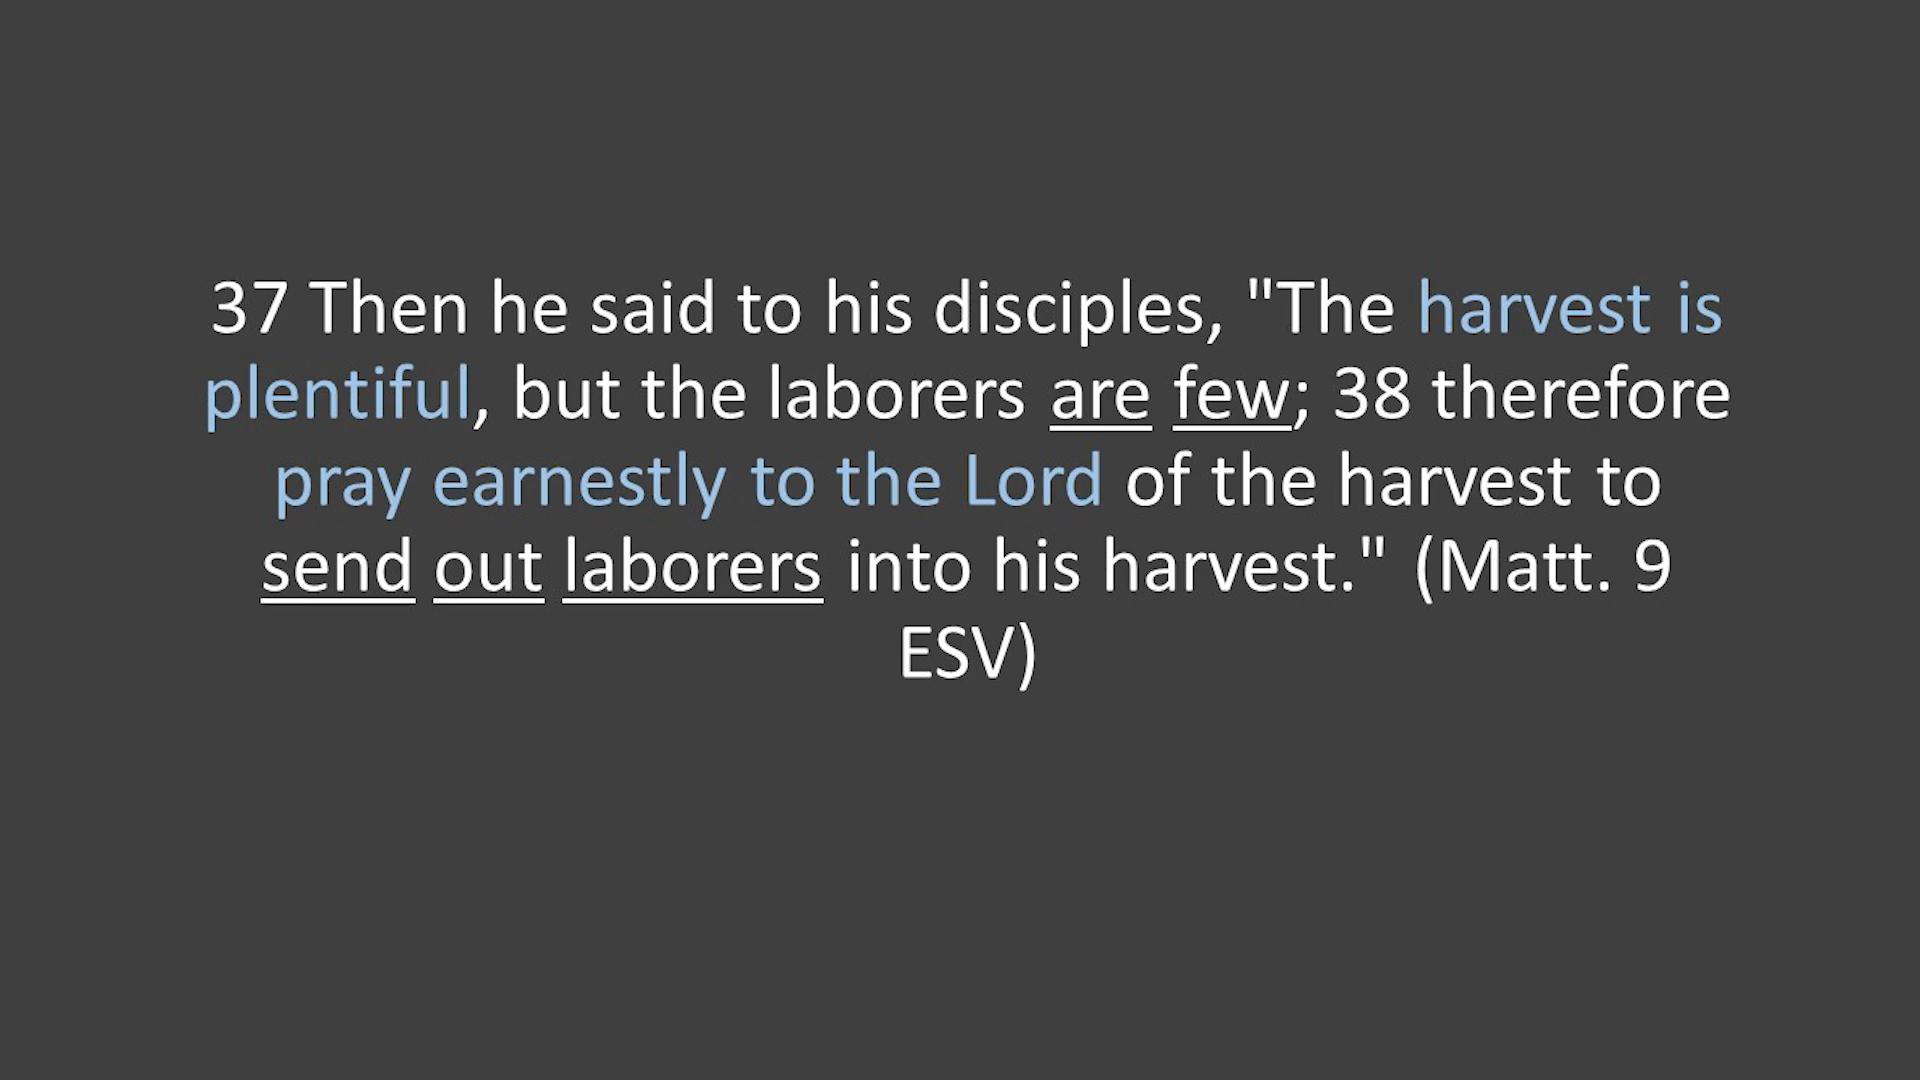 37 Then he said to his disciples, "The harvest is
plentiful, but the laborers are few; 38 therefore
pray earnestly to the Lord of the harvest to
send out laborers into his harvest." (Matt. 9
ESV)